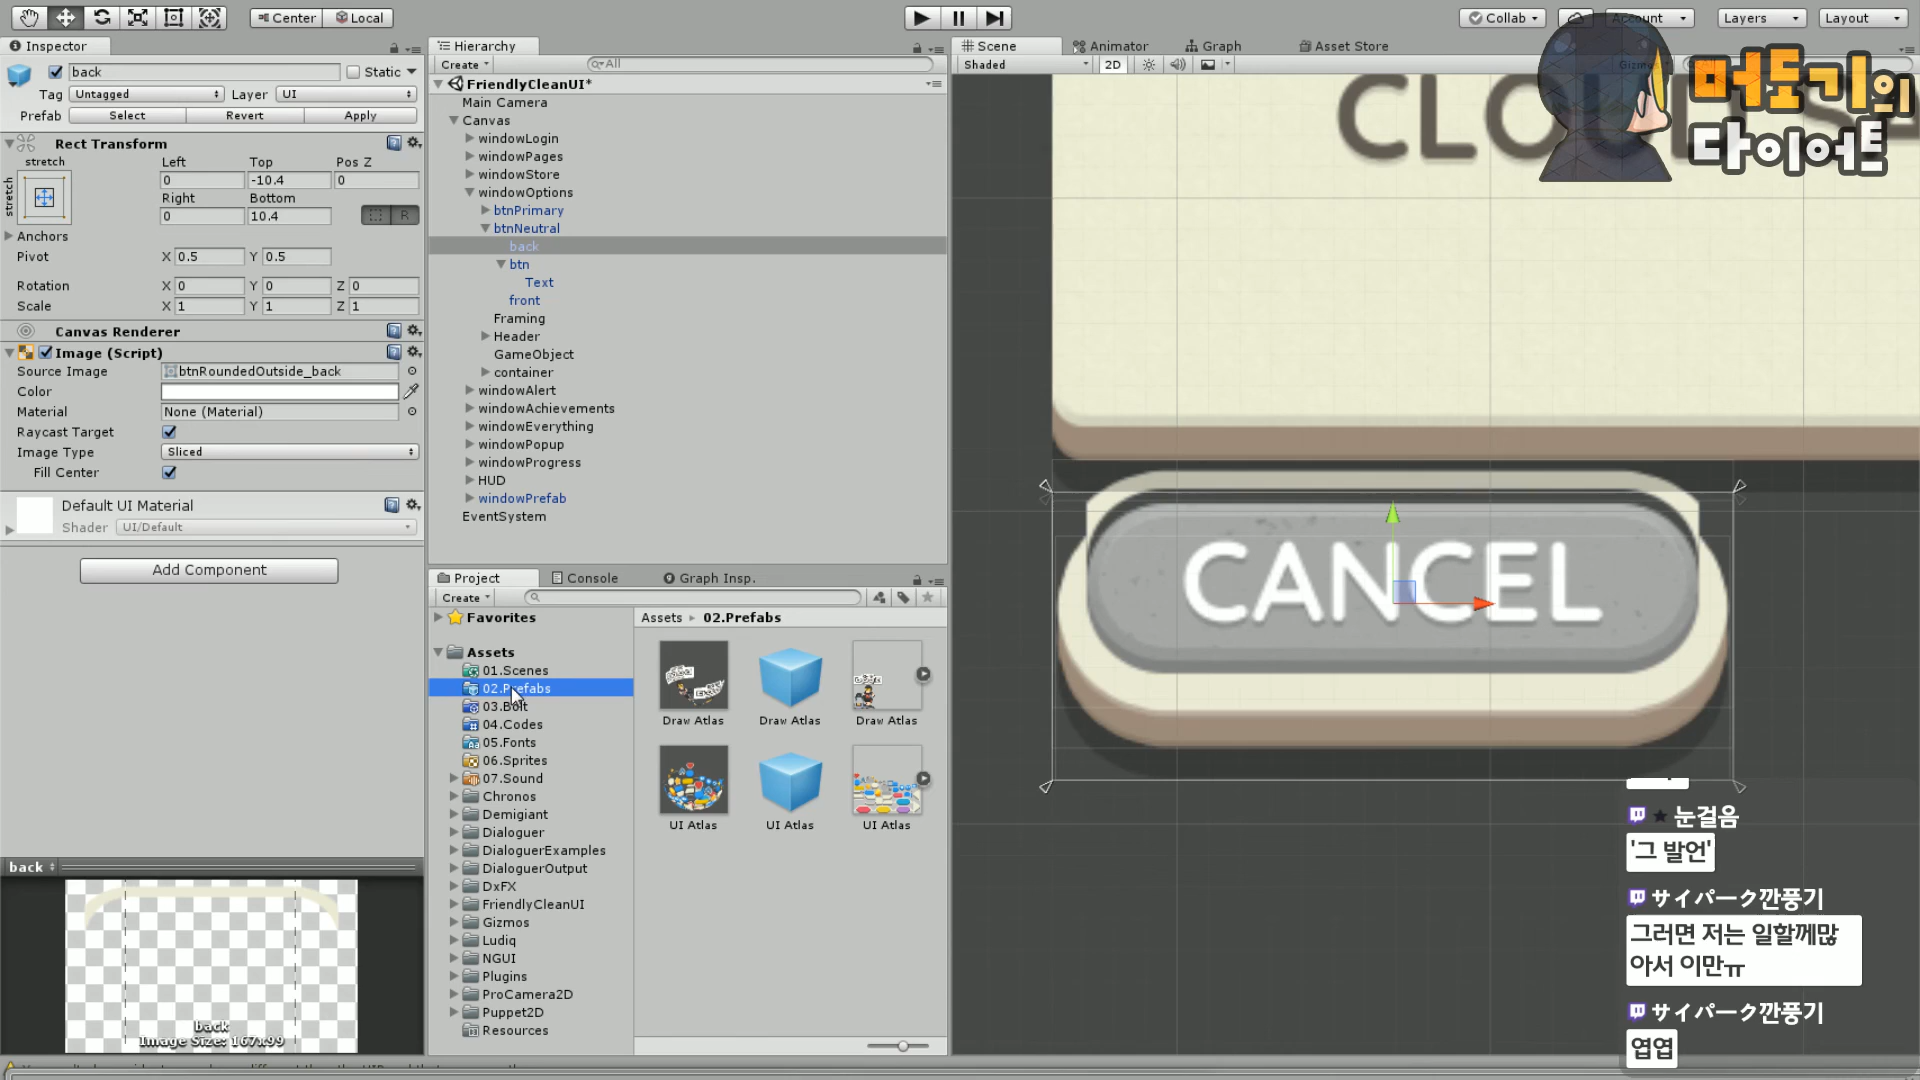 Center
Local
Collab
Account
Layers
Layout
Inspector
back
Static
Tag
Untagged
Layer
UI
Prefab
Select
Revert
Apply
Rect Transform
stretch
stretch
Left
Top
Pos Z
0
-10.4
0
Right
Bottom
0
10.4
R
Anchors
Pivot
X 0.5
Y 0.5
Rotation
X 0
Y 0
Z 0
Scale
X 1
Y 1
Z 1
Canvas Renderer
Image (Script)
Source Image
btnRoundedOutside_back
Color
Material
None (Material)
Raycast Target
Image Type
Sliced
Fill Center
Default UI Material
Shader
UI/Default
Add Component
back
back
Image Size: 167x99
Hierarchy
Create
All
FriendlyCleanUI*
Main Camera
Canvas
windowLogin
windowPages
windowStore
windowOptions
btnPrimary
btnNeutral
back
btn
Text
front
Framing
Header
GameObject
container
windowAlert
windowAchievements
windowEverything
windowPopup
windowProgress
HUD
windowPrefab
EventSystem
Project
Console
Graph Insp.
Create
Favorites
Assets
01.Scenes
02.Prefabs
03.Bolt
04.Codes
05.Fonts
06.Sprites
07.Sound
Chronos
Demigiant
Dialoguer
DialoguerExamples
DialoguerOutput
DxFX
FriendlyCleanUI
Gizmos
Ludiq
NGUI
Plugins
ProCamera2D
Puppet2D
Resources
Assets
02.Prefabs
Draw Atlas
Draw Atlas
Draw Atlas
UI Atlas
UI Atlas
UI Atlas
Scene
Animator
Graph
Asset Store
Shaded
2D
CLO
CANCEL
머도기의
다이어트
눈걸음
'그 발언'
サイパーク깐풍기
그러면 저는 일할께많
아서 이만ㅠ
サイパーク깐풍기
엽엽